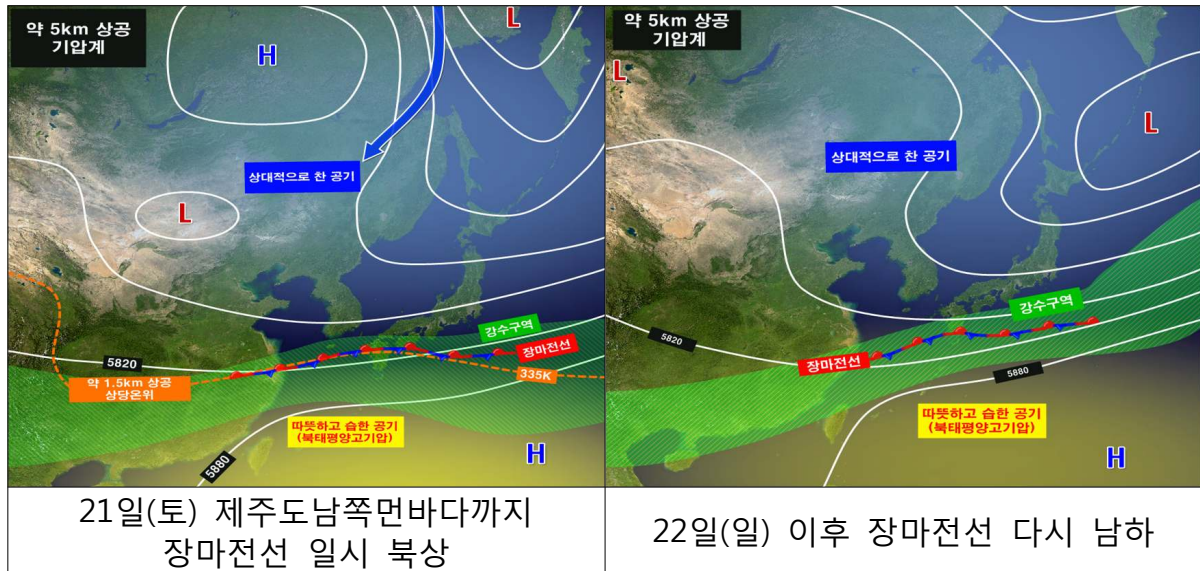 약 5km 상공
기압계
H
L
상대적으로 찬 공기
L
강수구역
장마전선
5820
335K
약 1.5km 상공
상당온위
따뜻하고 습한 공기
(북태평양고기압)
H
5880
21일(토) 제주도남쪽먼바다까지
장마전선 일시 북상
약 5km 상공
기압계
L
L
상대적으로 찬 공기
강수구역
5820
장마전선
5880
따뜻하고 습한 공기
(북태평양고기압)
H
22일(일) 이후 장마전선 다시 남하